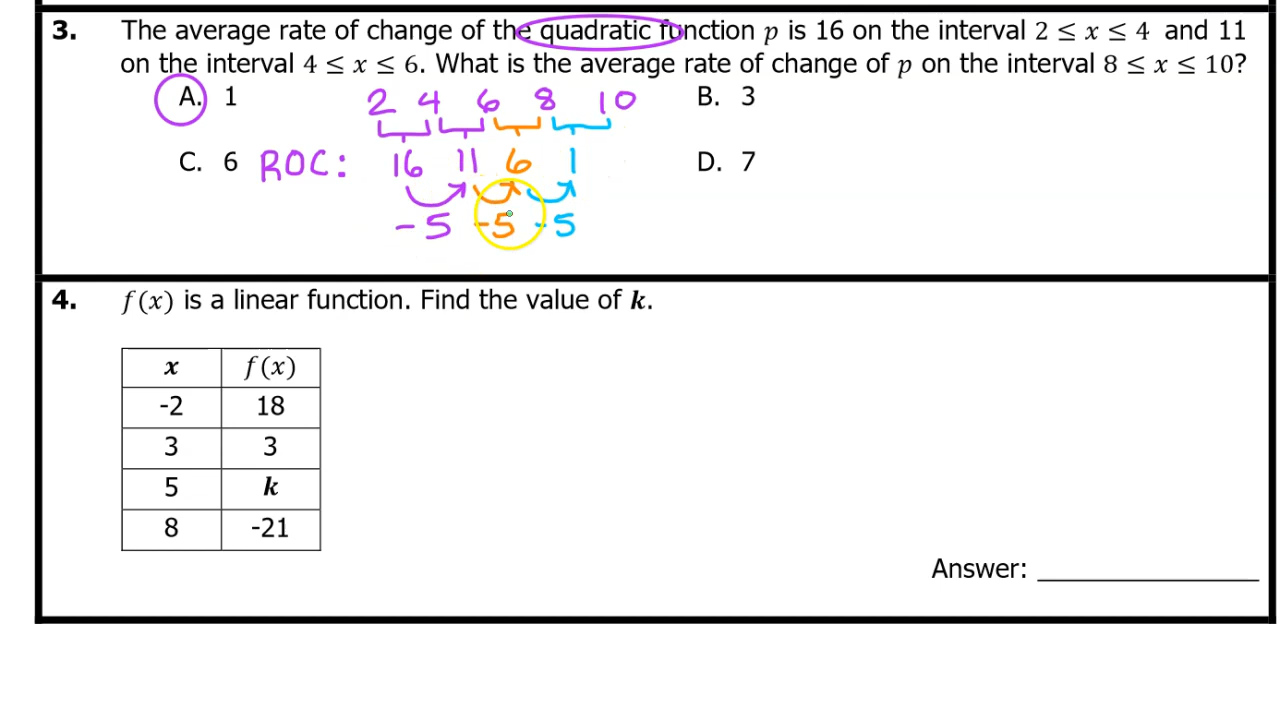 3. The average rate of change of the quadratic function p is 16 on the interval 2 ≤ x ≤ 4 and 11
on the interval 4 ≤ x ≤ 6. What is the average rate of change of p on the interval 8 ≤ x ≤ 10?
A. 1 2 4 6 8 10 B. 3
C. 6 ROC: 16 11 6 1 D. 7
-5 -5 -5
4. f(x) is a linear function. Find the value of k.
x f(x)
-2 18
3 3
5 k
8 -21
Answer: ___________________